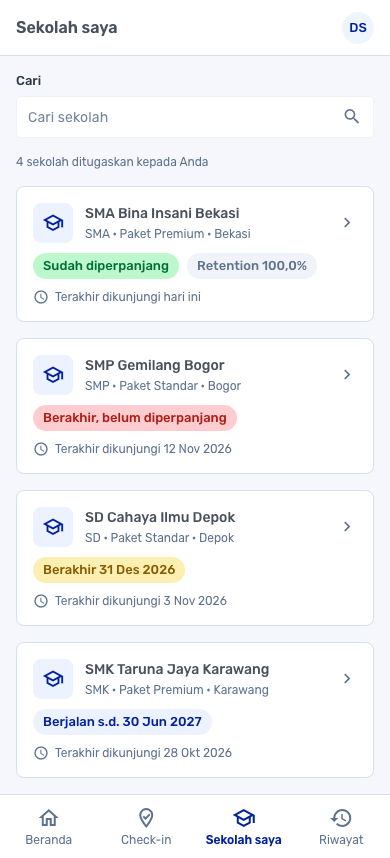 Sekolah saya
DS
Cari
Cari sekolah
4 sekolah ditugaskan kepada Anda
SMA Bina Insani Bekasi
SMA • Paket Premium • Bekasi
Sudah diperpanjang
Retention 100,0%
Terakhir dikunjungi hari ini
SMP Gemilang Bogor
SMP • Paket Standar • Bogor
Berakhir, belum diperpanjang
Terakhir dikunjungi 12 Nov 2026
SD Cahaya Ilmu Depok
SD • Paket Standar • Depok
Berakhir 31 Des 2026
Terakhir dikunjungi 3 Nov 2026
SMK Taruna Jaya Karawang
SMK • Paket Premium • Karawang
Berjalan s.d. 30 Jun 2027
Terakhir dikunjungi 28 Okt 2026
Beranda
Check-in
Sekolah saya
Riwayat